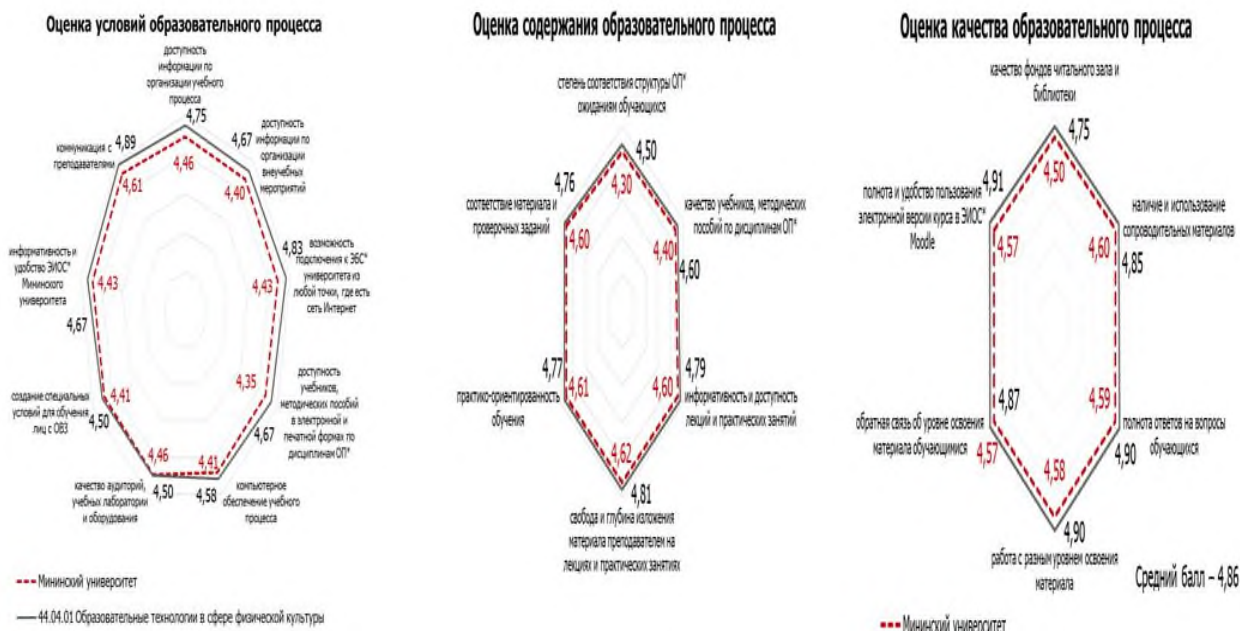 Оценка условий образовательного процесса
доступность
информации по
организации учебного
процесса
4,75
4,46
доступность
информации по
организации
внеучебных
мероприятий
4,67
4,40
4,83
возможность
подключения к ЭБС*
университета из
любой точки, где есть
сеть Интернет
4,43
доступность
учебников,
методических пособий
в электронной и
печатной формах по
дисциплинам ОП*
4,35
4,67
компьютерное
обеспечение учебного
процесса
4,41
4,58
качество аудиторий,
учебных лаборатории
и оборудования
4,46
4,50
создание специальных
условий для обучения
лиц с ОВЗ
4,41
4,50
информативность и
удобство ЭИОС*
Мининского
университета
4,43
4,67
коммуникация с
преподавателями
4,89
4,61
Мининский университет
44.04.01 Образовательные технологии в сфере физической культуры
Оценка содержания образовательного процесса
степень соответствия структуры ОП*
ожиданиям обучающихся
4,50
4,30
качество учебников, методических
пособий по дисциплинам ОП*
4,40
4,60
4,79
4,60
информативность и доступность
лекций и практических занятий
4,62
4,81
свобода и глубина изложения
материала преподавателем на
лекциях и практических занятиях
4,77
4,61
практико-ориентированность
обучения
4,76
соответствие материала и
проверочных заданий
4,60
Оценка качества образовательного процесса
качество фондов читального зала и
библиотеки
4,75
4,50
наличие и использование
сопроводительных материалов
4,60
4,85
4,59
полнота ответов на вопросы
обучающихся
4,90
4,58
4,90
работа с разным уровнем освоения
материала
4,87
обратная связь об уровне освоения
материала обучающимися
4,57
4,91
полнота и удобство пользования
электронной версии курса в ЭИОС*
Moodle
4,57
Средний балл – 4,86
Мининский университет